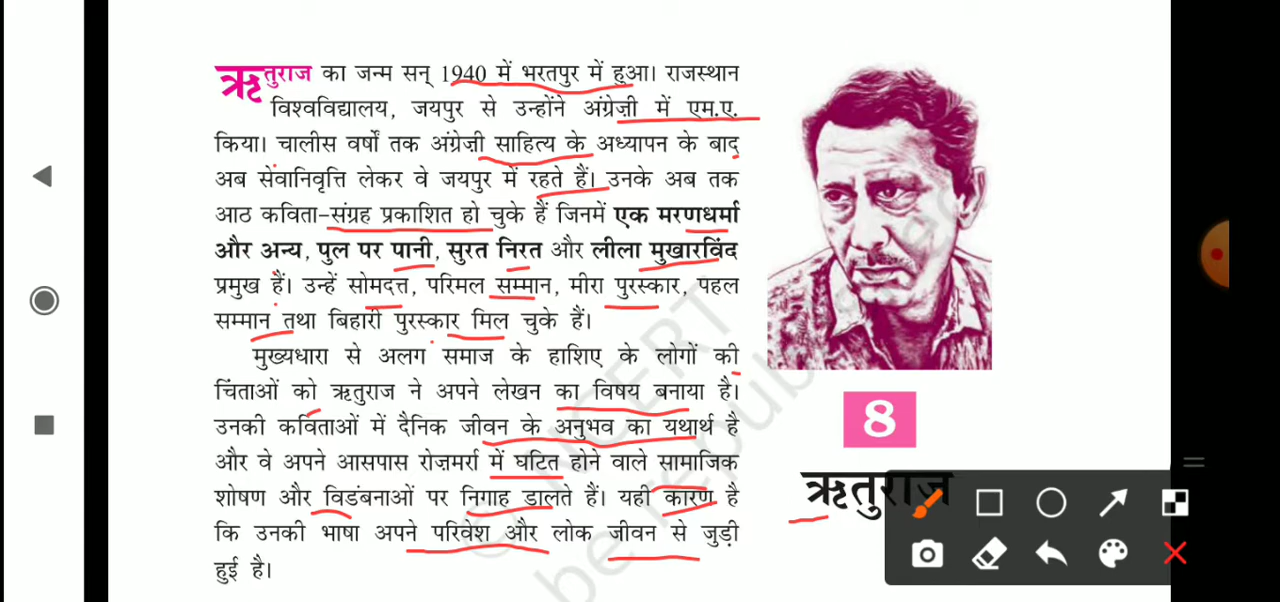 ऋतुराज का जन्म सन् 1940 में भरतपुर में हुआ। राजस्थान
विश्वविद्यालय, जयपुर से उन्होंने अंग्रेज़ी में एम.ए.
किया। चालीस वर्षों तक अंग्रेज़ी साहित्य के अध्यापन के बाद
अब सेवानिवृत्ति लेकर वे जयपुर में रहते हैं। उनके अब तक
आठ कविता-संग्रह प्रकाशित हो चुके हैं जिनमें एक मरणधर्मा
और अन्य, पुल पर पानी, सुरत निरत और लीला मुखारविंद
प्रमुख हैं। उन्हें सोमदत्त, परिमल सम्मान, मीरा पुरस्कार, पहल
सम्मान तथा बिहारी पुरस्कार मिल चुके हैं।
मुख्यधारा से अलग समाज के हाशिए के लोगों की
चिंताओं को ऋतुराज ने अपने लेखन का विषय बनाया है।
उनकी कविताओं में दैनिक जीवन के अनुभव का यथार्थ है
और वे अपने आसपास रोज़मर्रा में घटित होने वाले सामाजिक
शोषण और विडंबनाओं पर निगाह डालते हैं। यही कारण है
कि उनकी भाषा अपने परिवेश और लोक जीवन से जुड़ी
हुई है।
8
ऋतुराज
© NCERT
be republ